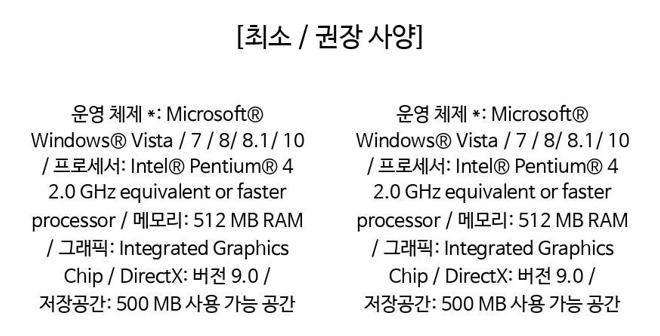 [최소 / 권장 사양]
운영 체제 *: Microsoft®
Windows® Vista / 7 / 8/ 8.1/ 10
/ 프로세서: Intel® Pentium® 4
2.0 GHz equivalent or faster
processor / 메모리: 512 MB RAM
/ 그래픽: Integrated Graphics
Chip / DirectX: 버전 9.0 /
저장공간: 500 MB 사용 가능 공간
운영 체제 *: Microsoft®
Windows® Vista / 7 / 8/ 8.1/ 10
/ 프로세서: Intel® Pentium® 4
2.0 GHz equivalent or faster
processor / 메모리: 512 MB RAM
/ 그래픽: Integrated Graphics
Chip / DirectX: 버전 9.0 /
저장공간: 500 MB 사용 가능 공간